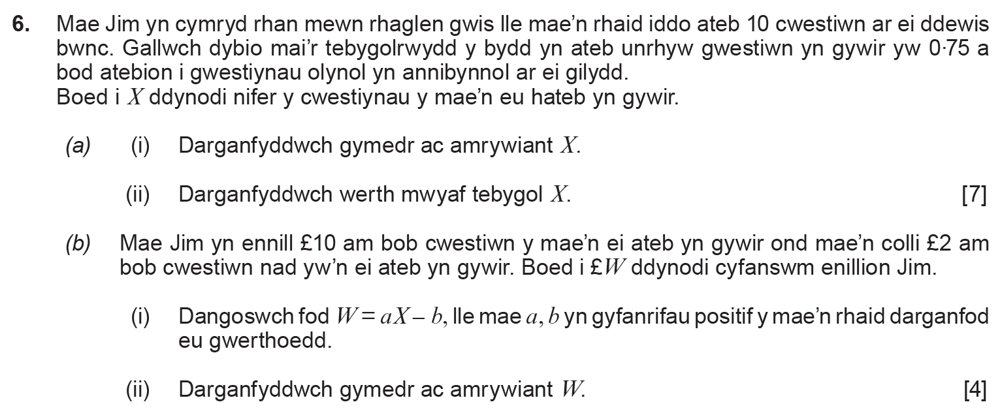 6. Mae Jim yn cymryd rhan mewn rhaglen gwis lle mae’n rhaid iddo ateb 10 cwestiwn ar ei ddewis
bwnc. Gallwch dybio mai’r tebygolrwydd y bydd yn ateb unrhyw gwestiwn yn gywir yw 0·75 a
bod atebion i gwestiynau olynol yn annibynnol ar ei gilydd.
Boed i X ddynodi nifer y cwestiynau y mae’n eu hateb yn gywir.
(a) (i) Darganfyddwch gymedr ac amrywiant X.
(ii) Darganfyddwch werth mwyaf tebygol X. [7]
(b) Mae Jim yn ennill £10 am bob cwestiwn y mae’n ei ateb yn gywir ond mae’n colli £2 am
bob cwestiwn nad yw’n ei ateb yn gywir. Boed i £W ddynodi cyfanswm enillion Jim.
(i) Dangoswch fod W = aX – b, lle mae a, b yn gyfanrifau positif y mae’n rhaid darganfod
eu gwerthoedd.
(ii) Darganfyddwch gymedr ac amrywiant W. [4]